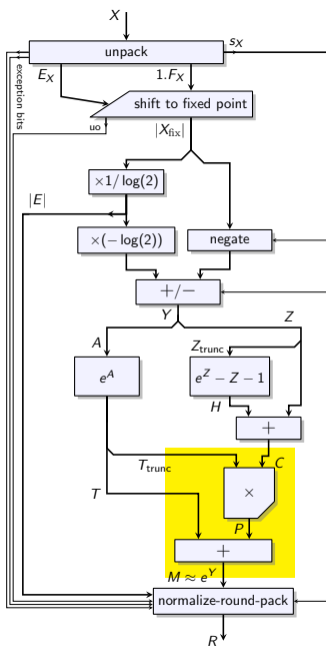 X
unpack
s_X
E_X
1.F_X
exception bits
shift to fixed point
uo
|X_fix|
×1/log(2)
|E|
×(−log(2))
negate
+/−
Y
Z
A
Z_trunc
e^A
e^Z − Z − 1
H
+
T_trunc
C
×
T
P
+
M ≈ e^Y
normalize-round-pack
R